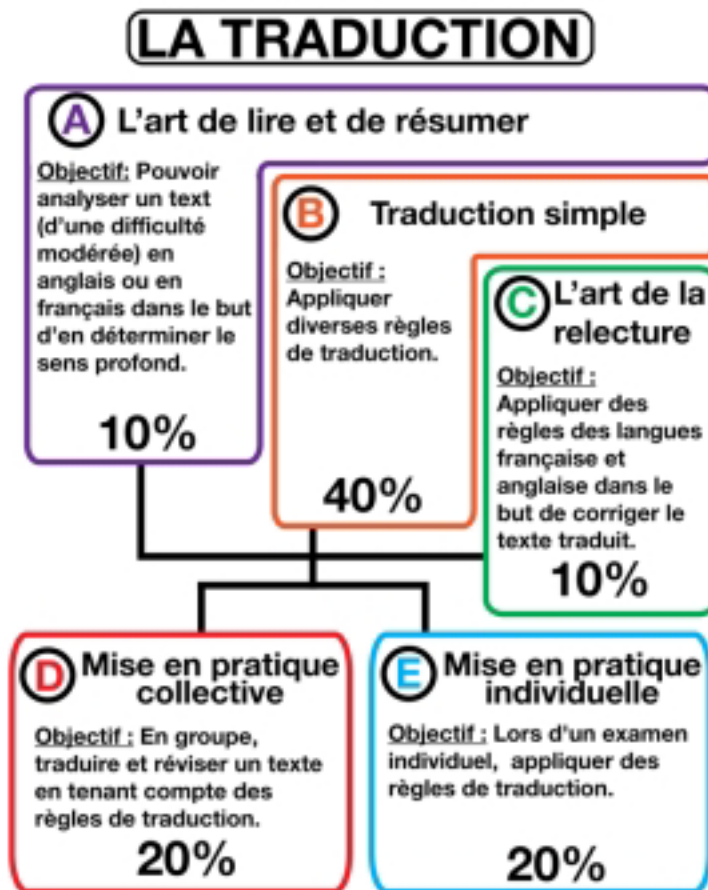 LA TRADUCTION
A L'art de lire et de résumer
Objectif: Pouvoir
analyser un text
(d'une difficulté
modérée) en
anglais ou en
français dans le but
d'en déterminer le
sens profond.
10%
B Traduction simple
Objectif :
Appliquer
diverses règles
de traduction.
40%
C L'art de la
relecture
Objectif :
Appliquer des
règles des langues
française et
anglaise dans le
but de corriger le
texte traduit.
10%
D Mise en pratique
collective
Objectif : En groupe,
traduire et réviser un texte
en tenant compte des
règles de traduction.
20%
E Mise en pratique
individuelle
Objectif : Lors d'un examen
individuel, appliquer des
règles de traduction.
20%